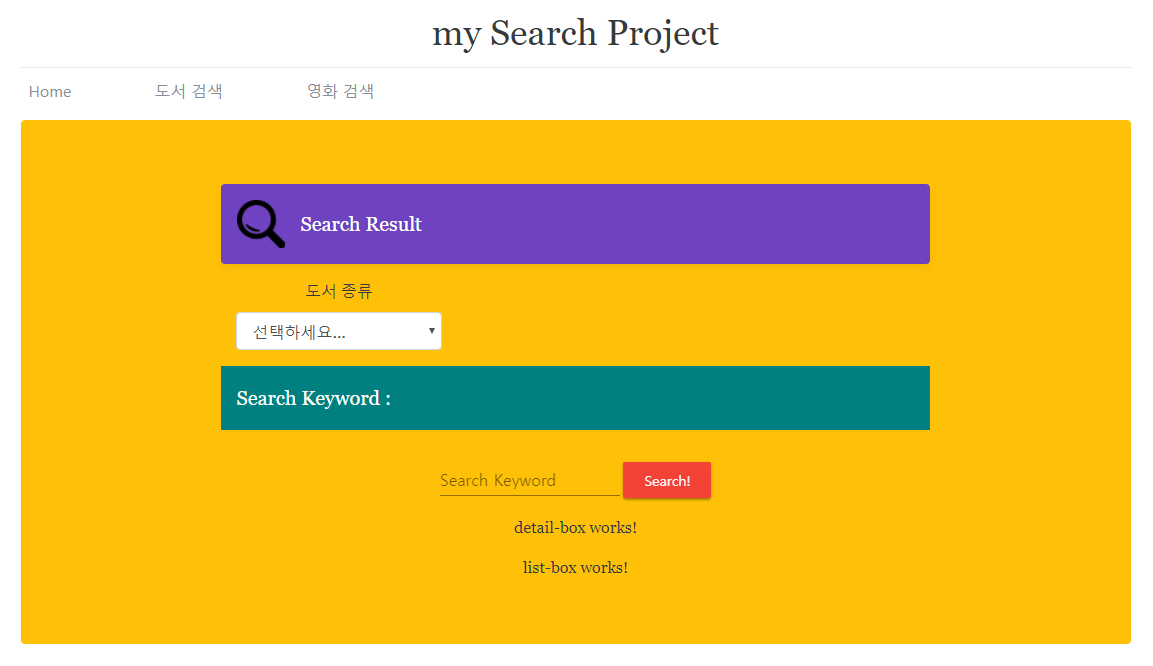 my Search Project
Home 도서 검색 영화 검색
Search Result
도서 종류
선택하세요...
Search Keyword :
Search Keyword Search!
detail-box works!
list-box works!